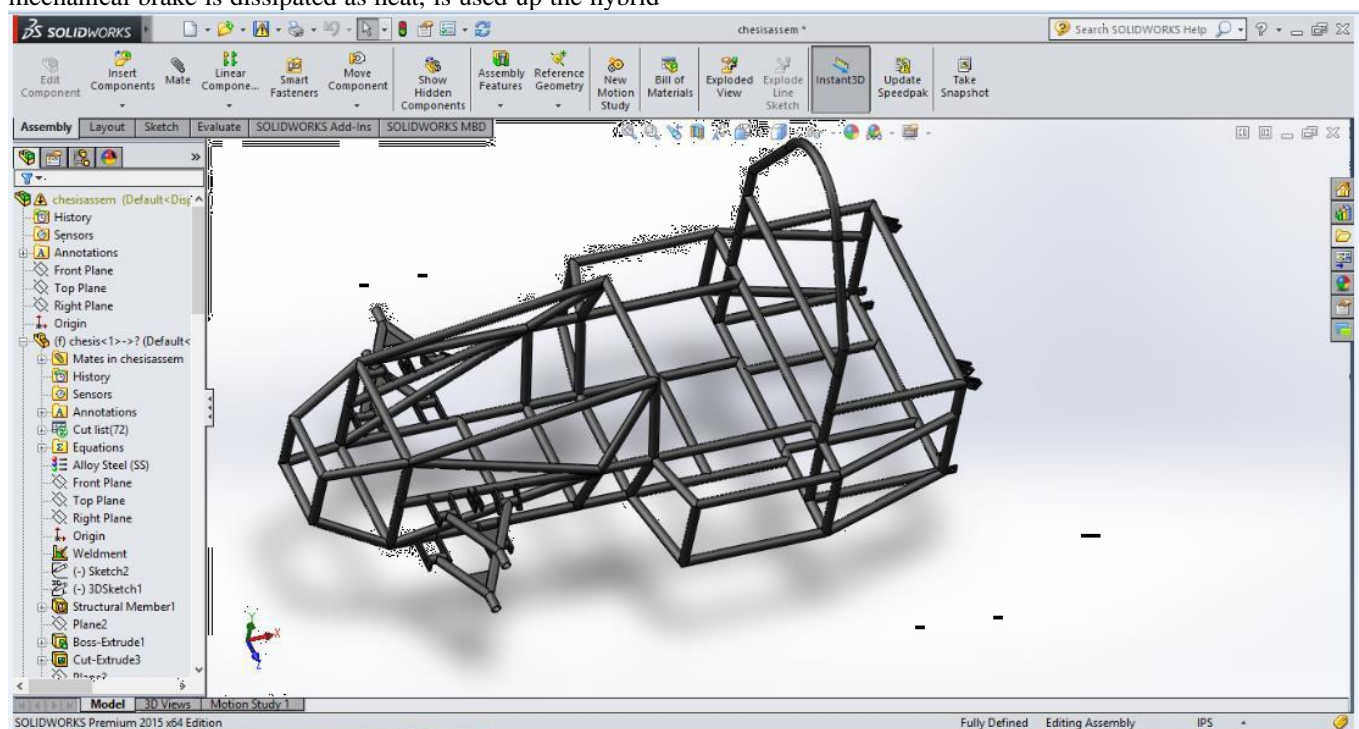 mechanical brake is dissipated as heat, is used up the hybrid
SOLIDWORKS
chesisassem *
Search SOLIDWORKS Help
Edit Component
Insert Components
Mate
Linear Compone...
Smart Fasteners
Move Component
Show Hidden Components
Assembly Features
Reference Geometry
New Motion Study
Bill of Materials
Exploded View
Explode Line Sketch
Instant3D
Update Speedpak
Take Snapshot
Assembly Layout Sketch Evaluate SOLIDWORKS Add-Ins SOLIDWORKS MBD
chesisassem (Default<Disp
History
Sensors
Annotations
Front Plane
Top Plane
Right Plane
Origin
(f) chesis<1>->? (Default<
Mates in chesisassem
History
Sensors
Annotations
Cut list(72)
Equations
Alloy Steel (SS)
Front Plane
Top Plane
Right Plane
Origin
Weldment
(-) Sketch2
(-) 3DSketch1
Structural Member1
Plane2
Boss-Extrude1
Cut-Extrude3
Y
X
Z
Model 3D Views Motion Study 1
SOLIDWORKS Premium 2015 x64 Edition Fully Defined Editing Assembly IPS